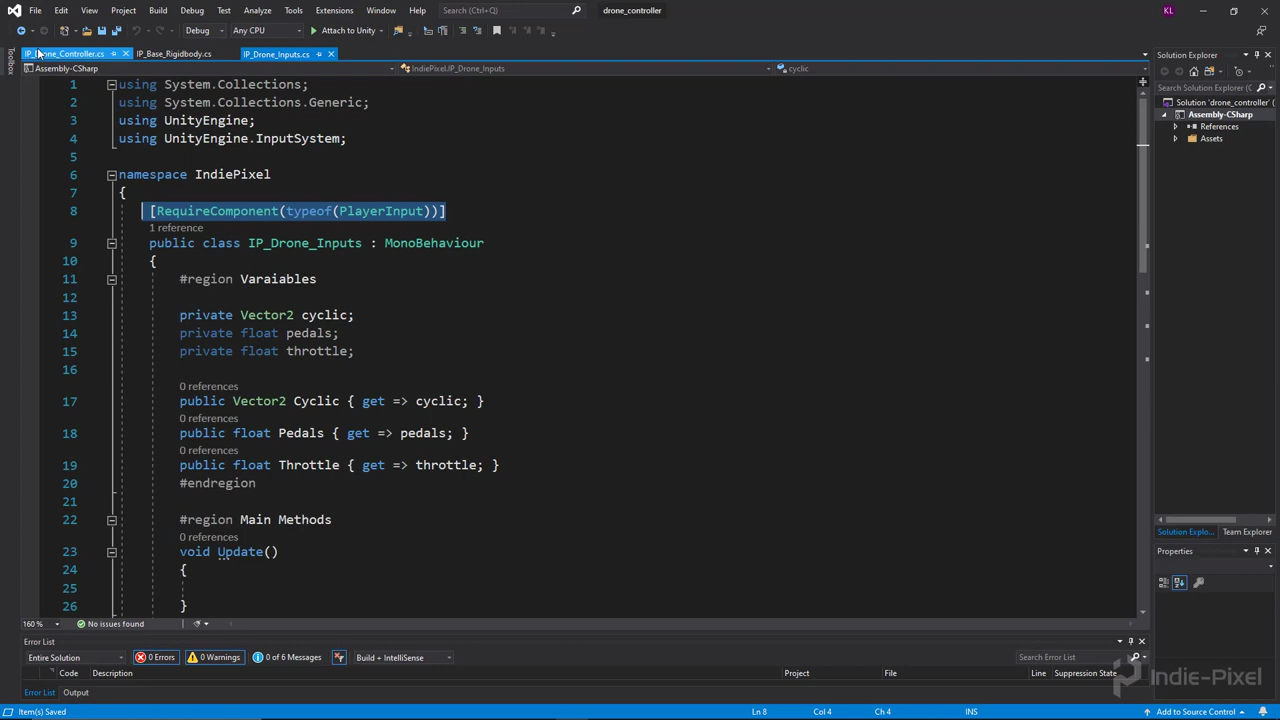 File Edit View Project Build Debug Test Analyzer Tools Extensions Window Help Search (Ctrl+Q) drone_controller KL
Debug Any CPU Attach to Unity
Toolbox
IP_Drone_Controller.cs IP_Base_Rigidbody.cs IP_Drone_Inputs.cs
Assembly-CSharp IndiePixel.IP_Drone_Inputs cyclic
1 using System.Collections;
2 using System.Collections.Generic;
3 using UnityEngine;
4 using UnityEngine.InputSystem;
5
6 namespace IndiePixel
7 {
8 [RequireComponent(typeof(PlayerInput))]
1 reference
9 public class IP_Drone_Inputs : MonoBehaviour
10 {
11 #region Varaiables
12
13 private Vector2 cyclic;
14 private float pedals;
15 private float throttle;
16
0 references
17 public Vector2 Cyclic { get => cyclic; }
0 references
18 public float Pedals { get => pedals; }
0 references
19 public float Throttle { get => throttle; }
20 #endregion
21
22 #region Main Methods
0 references
23 void Update()
24 {
25
26 }
160 % No issues found
Solution Explorer
Search Solution Explorer
Solution 'drone_controller'
Assembly-CSharp
References
Assets
Solution Explo... Team Explorer
Properties
Error List
Entire Solution 0 Errors 0 Warnings 0 of 6 Messages Build + IntelliSense Search Error List
Code Description Project File Line Suppression State
Error List Output
Indie-Pixel
Item(s) Saved Ln 8 Col 4 Ch 4 INS Add to Source Control